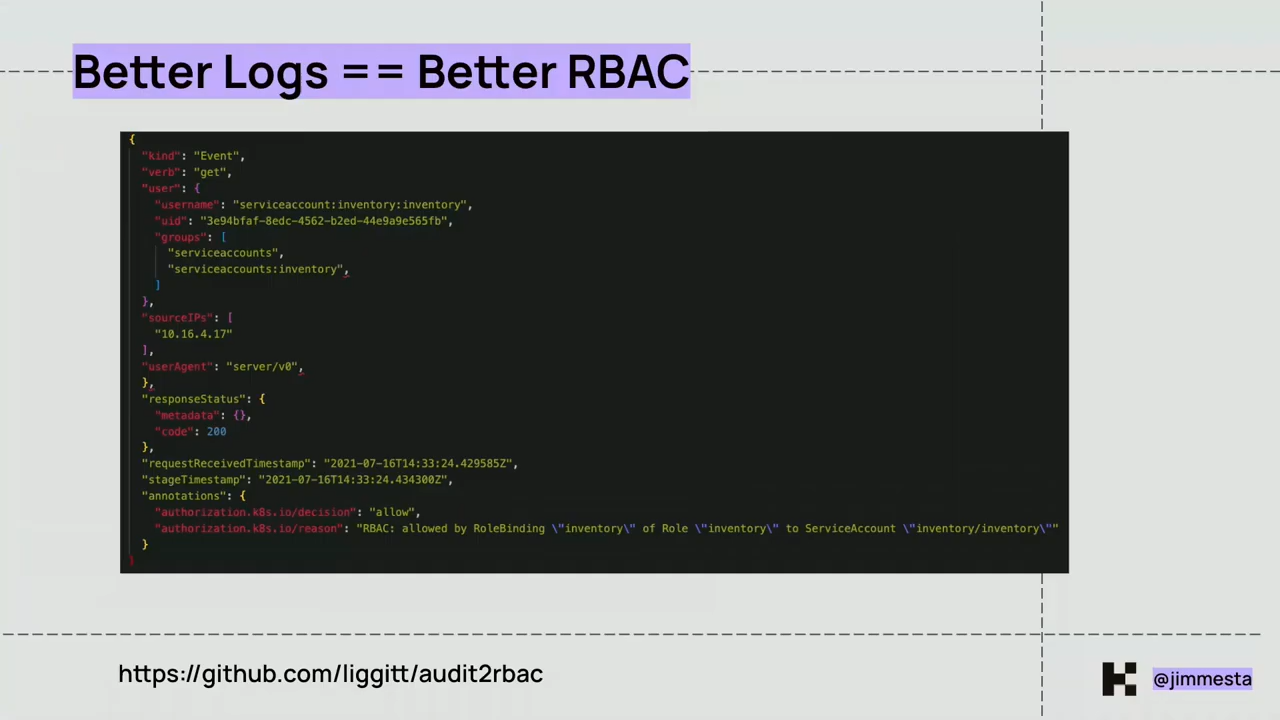 Better Logs == Better RBAC
{
"kind": "Event",
"verb": "get",
"user": {
"username": "serviceaccount:inventory:inventory",
"uid": "3e94bfaf-8edc-4562-b2ed-44e9a9e565fb",
"groups": [
"serviceaccounts",
"serviceaccounts:inventory",
]
},
"sourceIPs": [
"10.16.4.17"
],
"userAgent": "server/v0",
},
"responseStatus": {
"metadata": {},
"code": 200
},
"requestReceivedTimestamp": "2021-07-16T14:33:24.429585Z",
"stageTimestamp": "2021-07-16T14:33:24.434300Z",
"annotations": {
"authorization.k8s.io/decision": "allow",
"authorization.k8s.io/reason": "RBAC: allowed by RoleBinding \"inventory\" of Role \"inventory\" to ServiceAccount \"inventory/inventory\""
}
}
https://github.com/liggitt/audit2rbac
@jimmesta